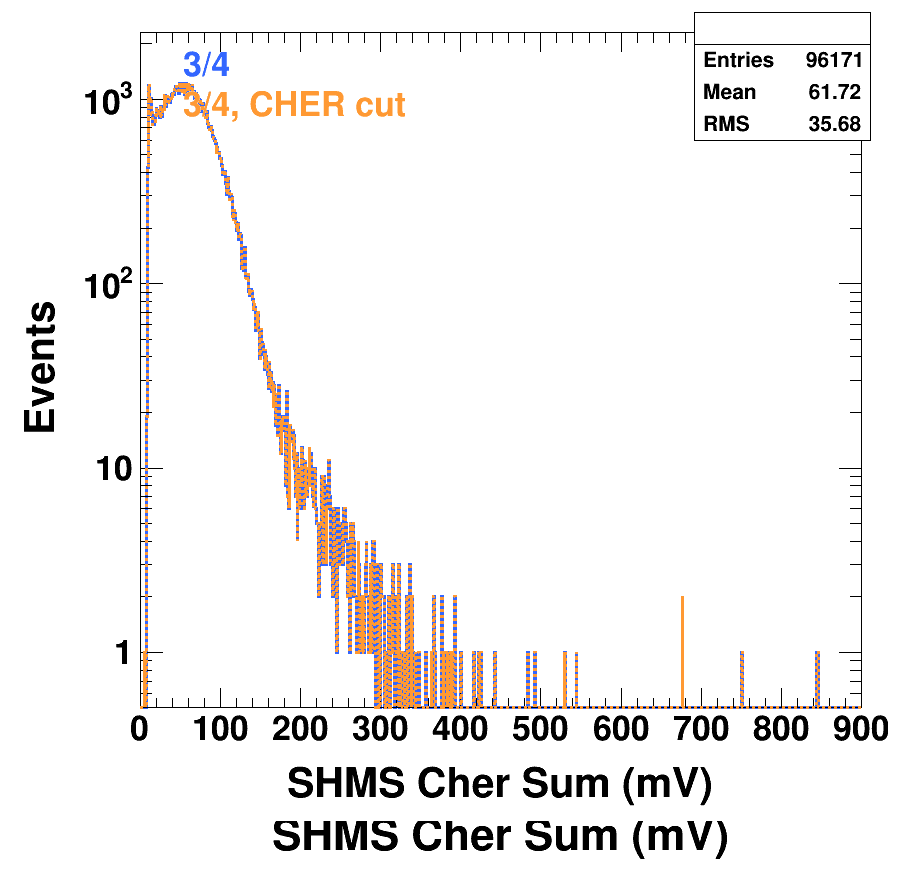 3/4
3/4, CHER cut
Entries 96171
Mean 61.72
RMS 35.68
10³
10²
10
1
Events
0 100 200 300 400 500 600 700 800 900
SHMS Cher Sum (mV)
SHMS Cher Sum (mV)